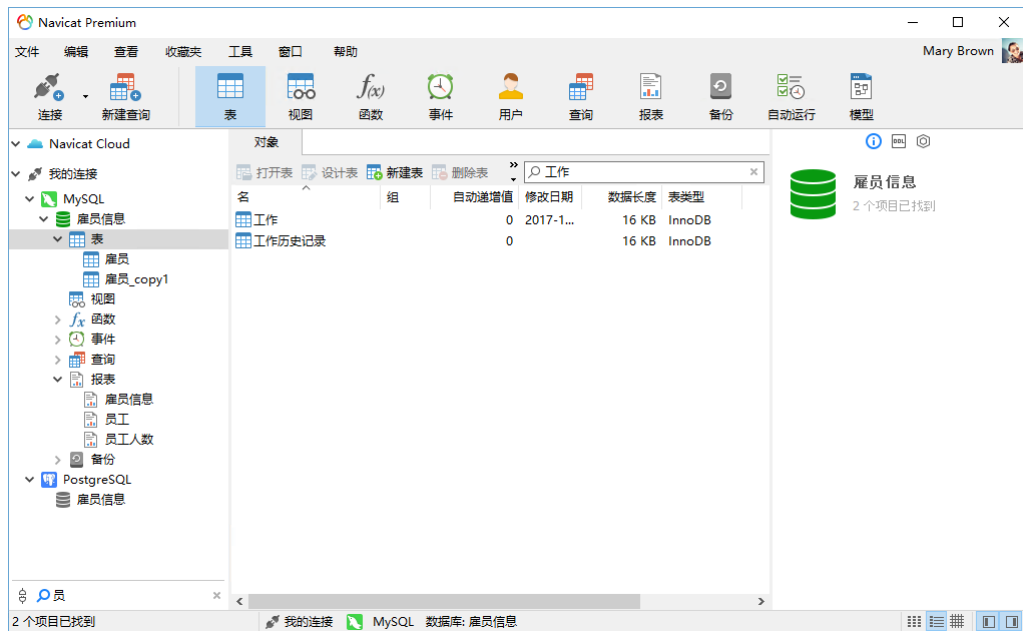 Navicat Premium
文件 编辑 查看 收藏夹 工具 窗口 帮助 Mary Brown
连接 新建查询 表 视图 函数 事件 用户 查询 报表 备份 自动运行 模型
Navicat Cloud
我的连接
MySQL
雇员信息
表
雇员
雇员_copy1
视图
函数
事件
查询
报表
雇员信息
员工
员工人数
备份
PostgreSQL
雇员信息
员
对象
打开表 设计表 新建表 删除表 » 工作
名 组 自动递增值 修改日期 数据长度 表类型
工作 0 2017-1... 16 KB InnoDB
工作历史记录 0 16 KB InnoDB
DDL
雇员信息
2 个项目已找到
2 个项目已找到 我的连接 MySQL 数据库: 雇员信息